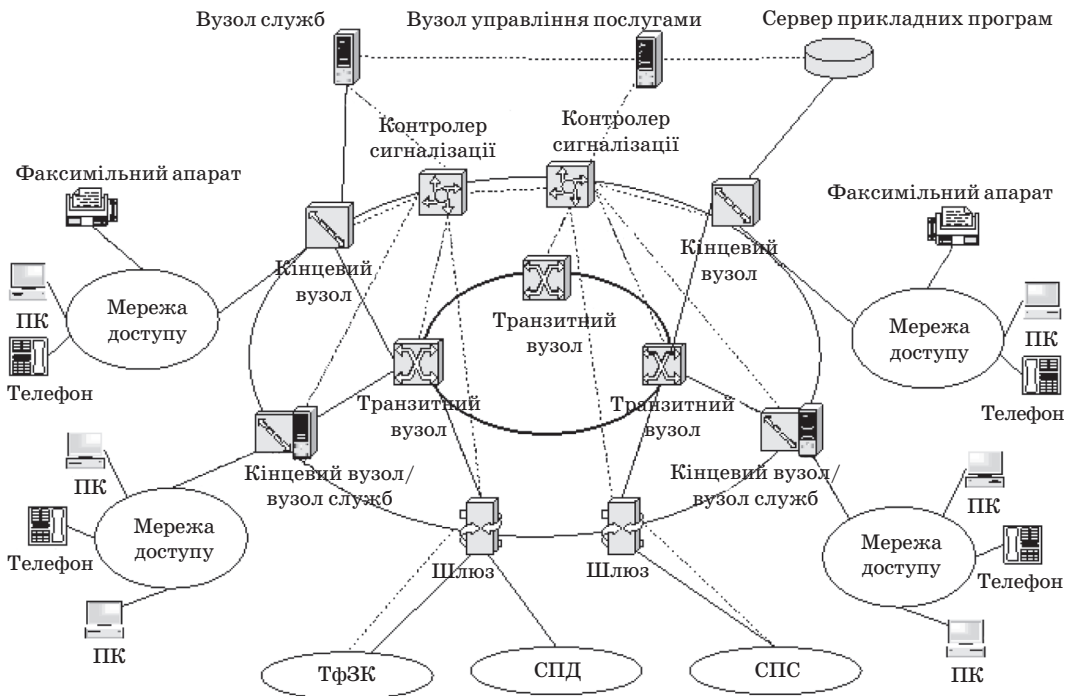 Вузол служб
Вузол управління послугами
Сервер прикладних програм
Контролер
сигналізації
Контролер
сигналізації
Факсимільний апарат
Факсимільний апарат
Кінцевий
вузол
Кінцевий
вузол
ПК
Мережа
доступу
Телефон
Транзитний
вузол
Мережа
доступу
ПК
Телефон
Транзитний
вузол
Транзитний
вузол
Кінцевий вузол/
вузол служб
Кінцевий вузол/
вузол служб
ПК
Мережа
доступу
Телефон
ПК
Шлюз
Шлюз
ПК
Мережа
доступу
Телефон
ПК
ТфЗК
СПД
СПС